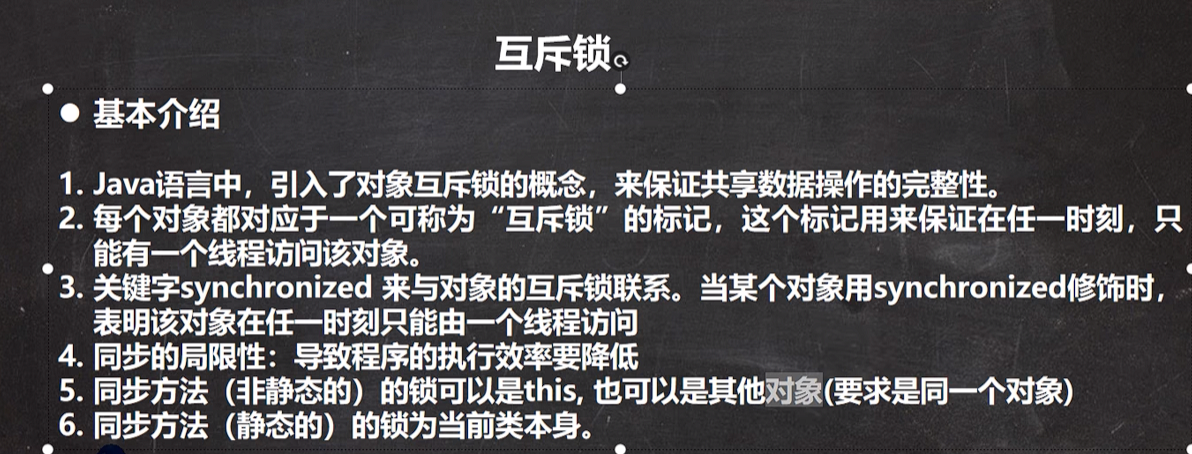 互斥锁
● 基本介绍
1. Java语言中，引入了对象互斥锁的概念，来保证共享数据操作的完整性。
2. 每个对象都对应于一个可称为“互斥锁”的标记，这个标记用来保证在任一时刻，只
能有一个线程访问该对象。
3. 关键字synchronized 来与对象的互斥锁联系。当某个对象用synchronized修饰时，
表明该对象在任一时刻只能由一个线程访问
4. 同步的局限性：导致程序的执行效率要降低
5. 同步方法（非静态的）的锁可以是this, 也可以是其他对象(要求是同一个对象)
6. 同步方法（静态的）的锁为当前类本身。